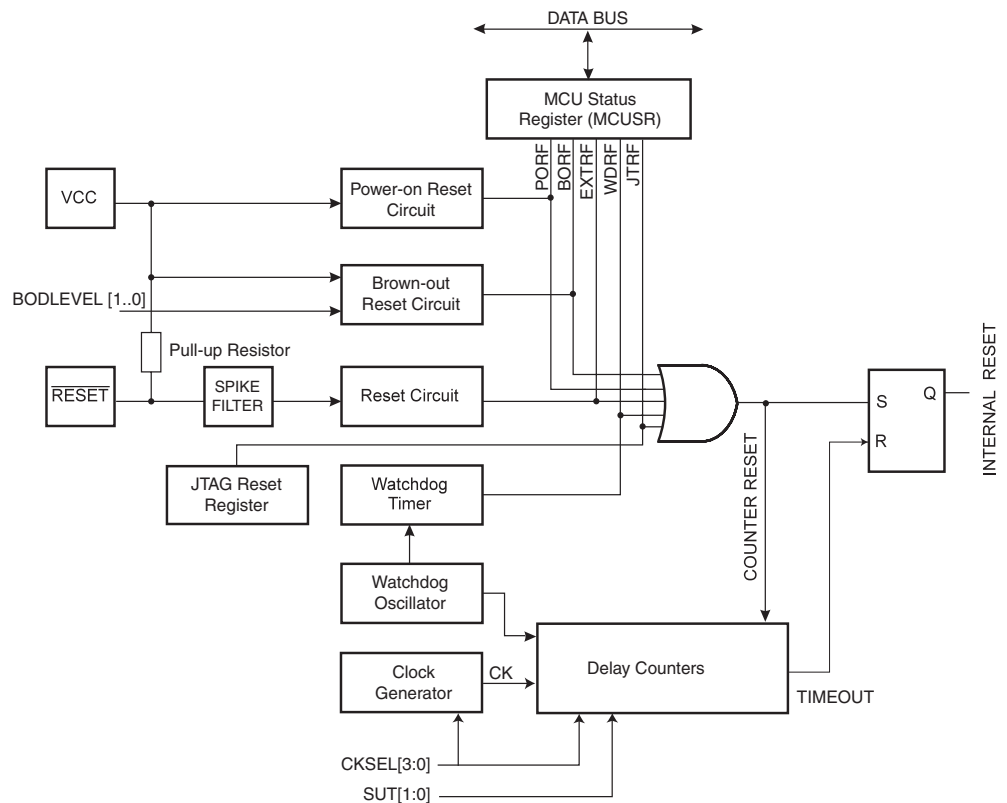 DATA BUS
MCU Status
Register (MCUSR)
PORF
BORF
EXTRF
WDRF
JTRF
VCC
Power-on Reset
Circuit
Brown-out
Reset Circuit
BODLEVEL [1..0]
Pull-up Resistor
RESET
SPIKE
FILTER
Reset Circuit
S
Q
R
INTERNAL RESET
JTAG Reset
Register
Watchdog
Timer
COUNTER RESET
Watchdog
Oscillator
Clock
Generator
CK
Delay Counters
TIMEOUT
CKSEL[3:0]
SUT[1:0]